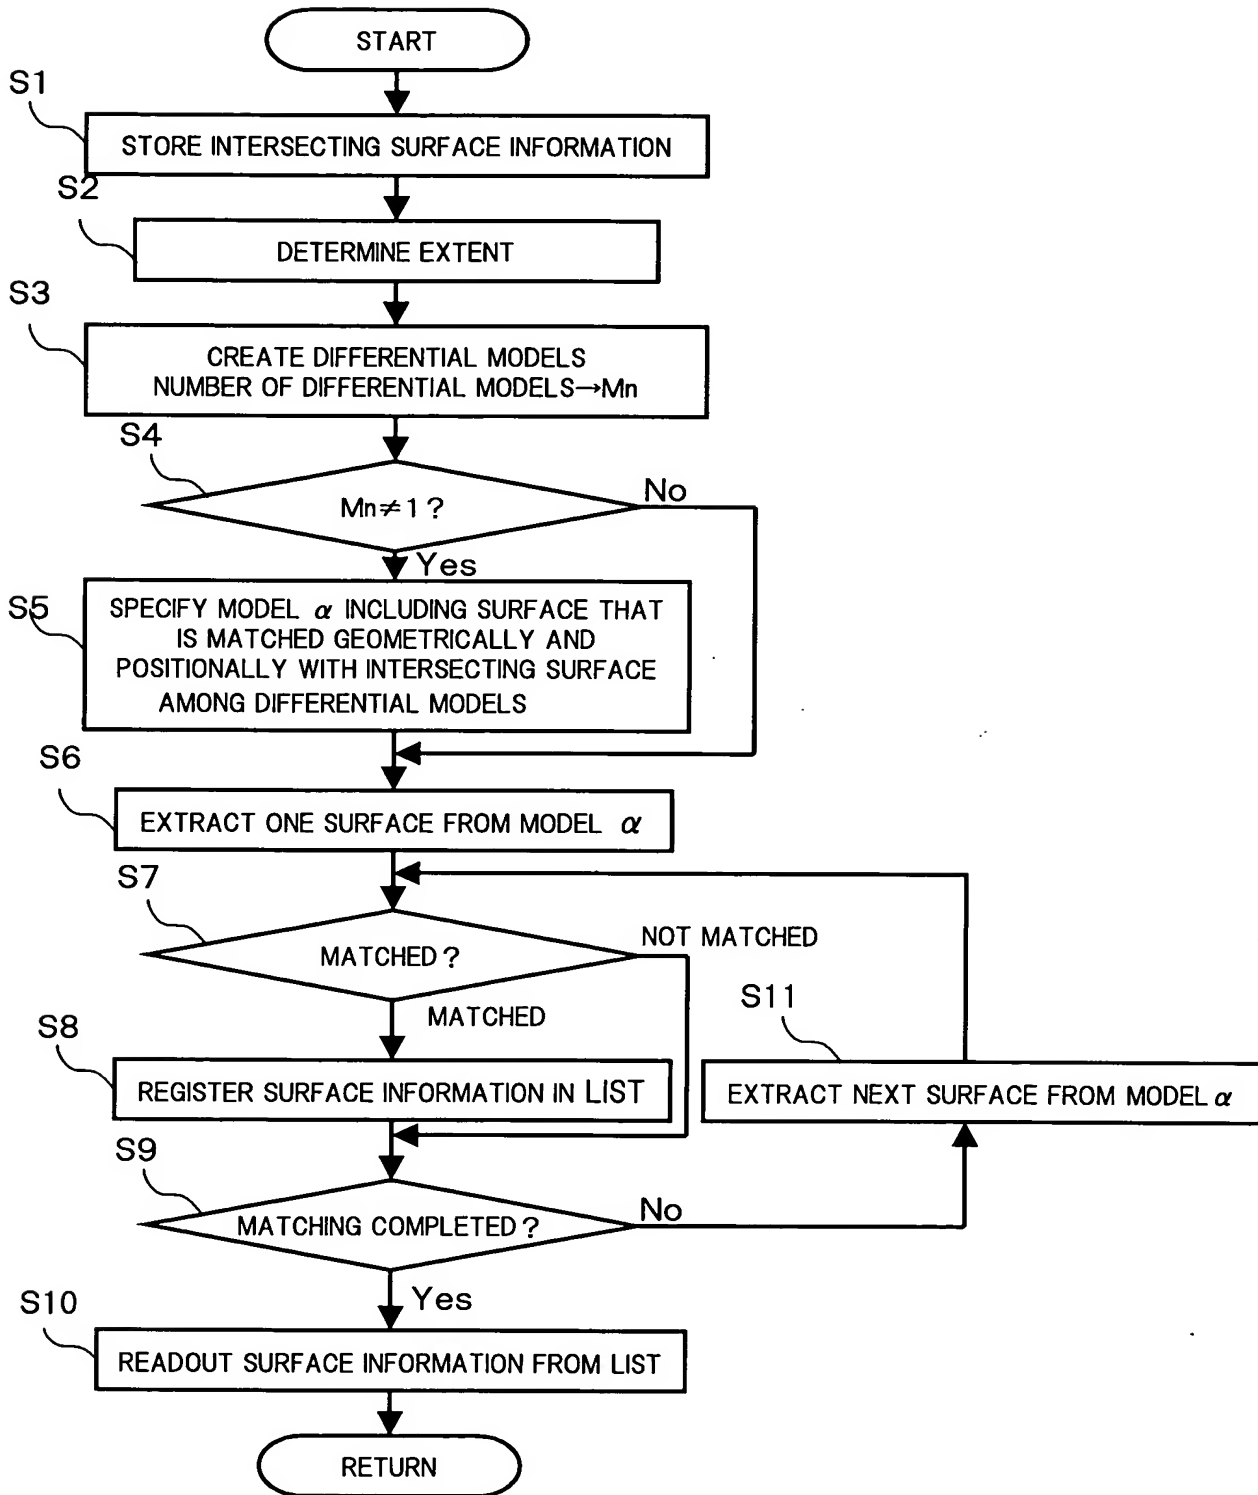 START
S1
STORE INTERSECTING SURFACE INFORMATION
S2
DETERMINE EXTENT
S3
CREATE DIFFERENTIAL MODELS
NUMBER OF DIFFERENTIAL MODELS→Mn
S4
Mn≠1?
No
Yes
S5
SPECIFY MODEL α INCLUDING SURFACE THAT
IS MATCHED GEOMETRICALLY AND
POSITIONALLY WITH INTERSECTING SURFACE
AMONG DIFFERENTIAL MODELS
S6
EXTRACT ONE SURFACE FROM MODEL α
S7
MATCHED?
NOT MATCHED
MATCHED
S8
REGISTER SURFACE INFORMATION IN LIST
S11
EXTRACT NEXT SURFACE FROM MODEL α
S9
MATCHING COMPLETED?
No
Yes
S10
READOUT SURFACE INFORMATION FROM LIST
RETURN